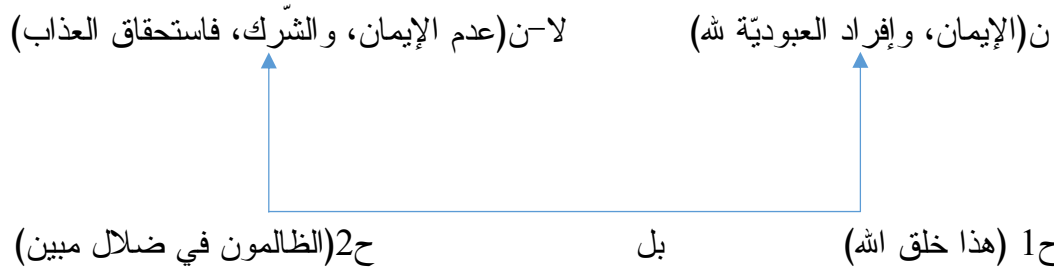 ن(الإيمان، وإفراد العبوديّة لله) لا-ن(عدم الإيمان، والشّرك، فاستحقاق العذاب)
ح1 (هذا خلق الله) بل ح2(الظالمون في ضلال مبين)